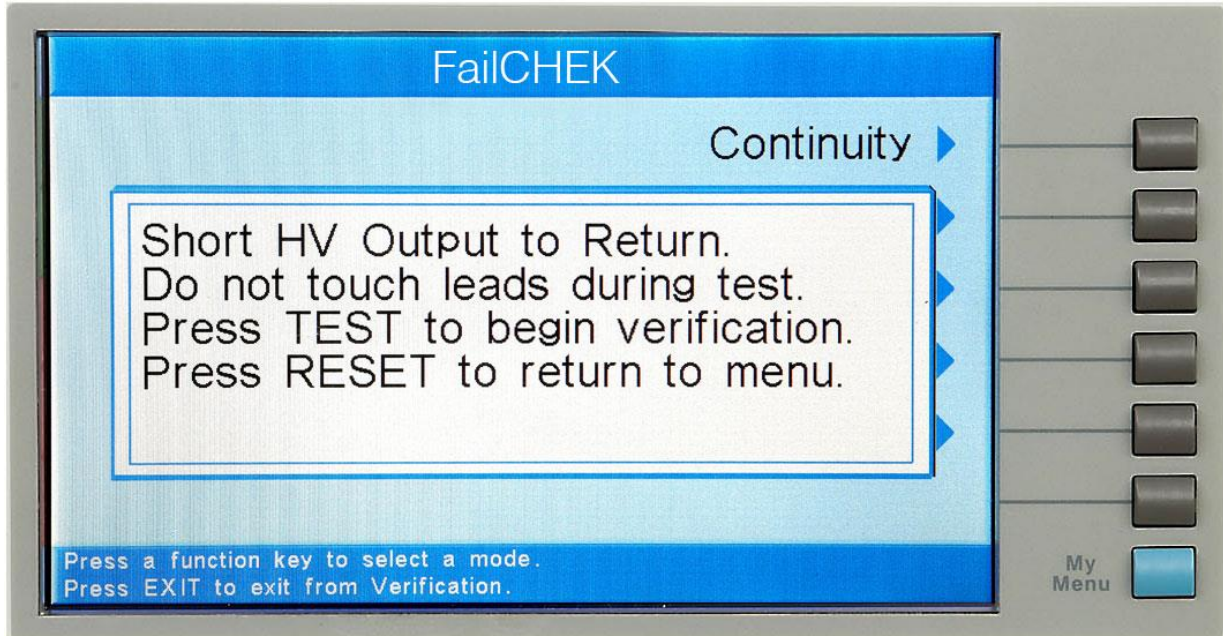 FailCHEK
Continuity
Short HV Output to Return.
Do not touch leads during test.
Press TEST to begin verification.
Press RESET to return to menu.
Press a function key to select a mode.
Press EXIT to exit from Verification.
My
Menu